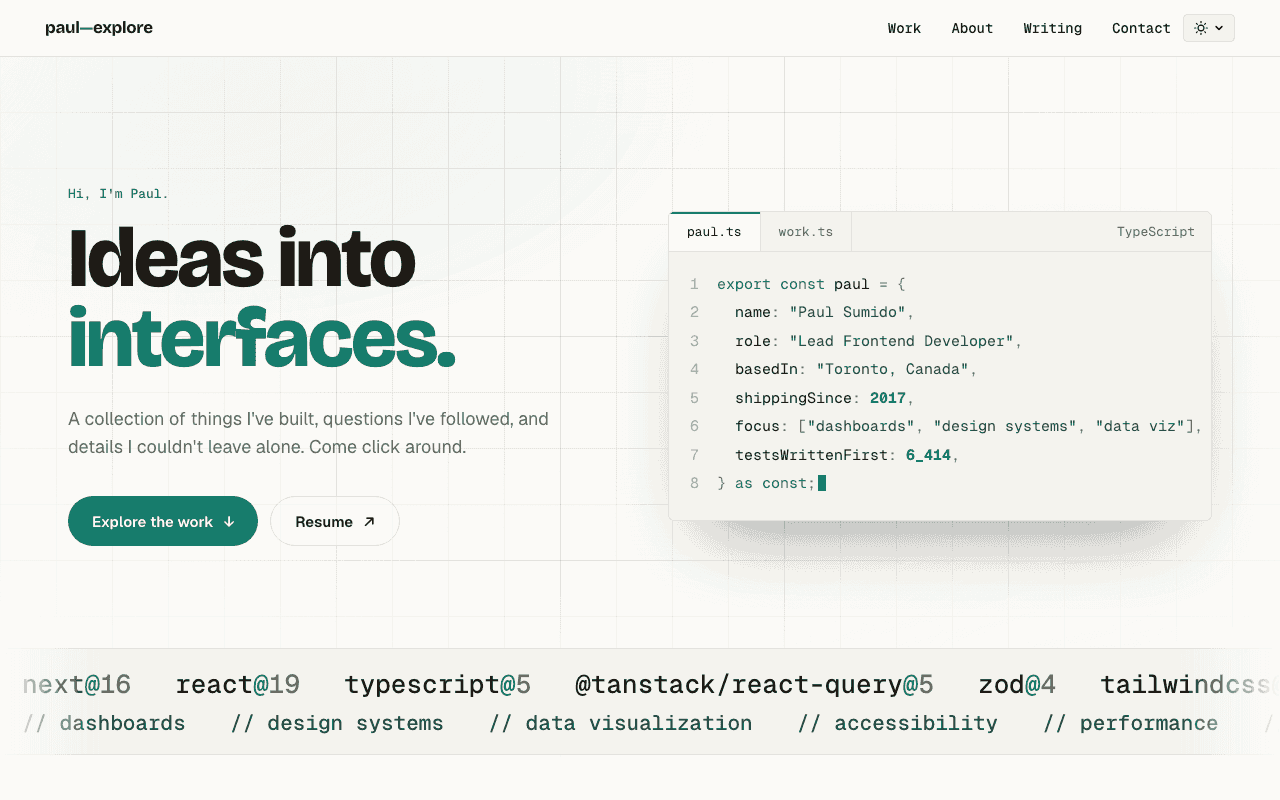 paul—explore
Work About Writing Contact
Hi, I'm Paul.
Ideas into
interfaces.
A collection of things I've built, questions I've followed, and
details I couldn't leave alone. Come click around.
Explore the work ↓ Resume ↗
paul.ts work.ts TypeScript
1 export const paul = {
2 name: "Paul Sumido",
3 role: "Lead Frontend Developer",
4 basedIn: "Toronto, Canada",
5 shippingSince: 2017,
6 focus: ["dashboards", "design systems", "data viz"],
7 testsWrittenFirst: 6_414,
8 } as const;
next@16 react@19 typescript@5 @tanstack/react-query@5 zod@4 tailwindcss@
// dashboards // design systems // data visualization // accessibility // performance /